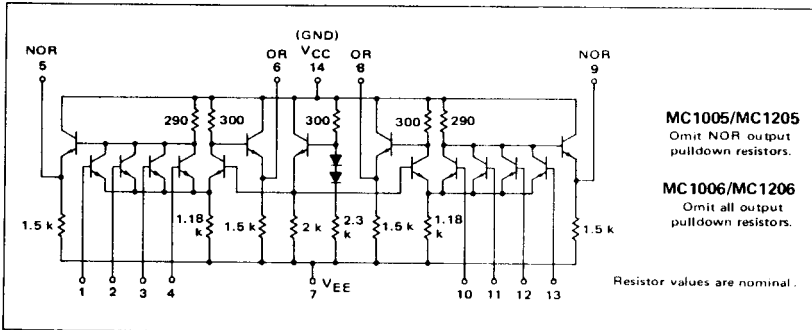 NOR
5
OR
6
(GND)
VCC
14
OR
8
NOR
9
290
300
300
300
290
1.5 k
1.18
k
1.5 k
2 k
2.3
k
1.5 k
1.18
k
1.5 k
1
2
3
4
7
VEE
10
11
12
13
MC1005/MC1205
Omit NOR output
pulldown resistors.
MC1006/MC1206
Omit all output
pulldown resistors.
Resistor values are nominal.